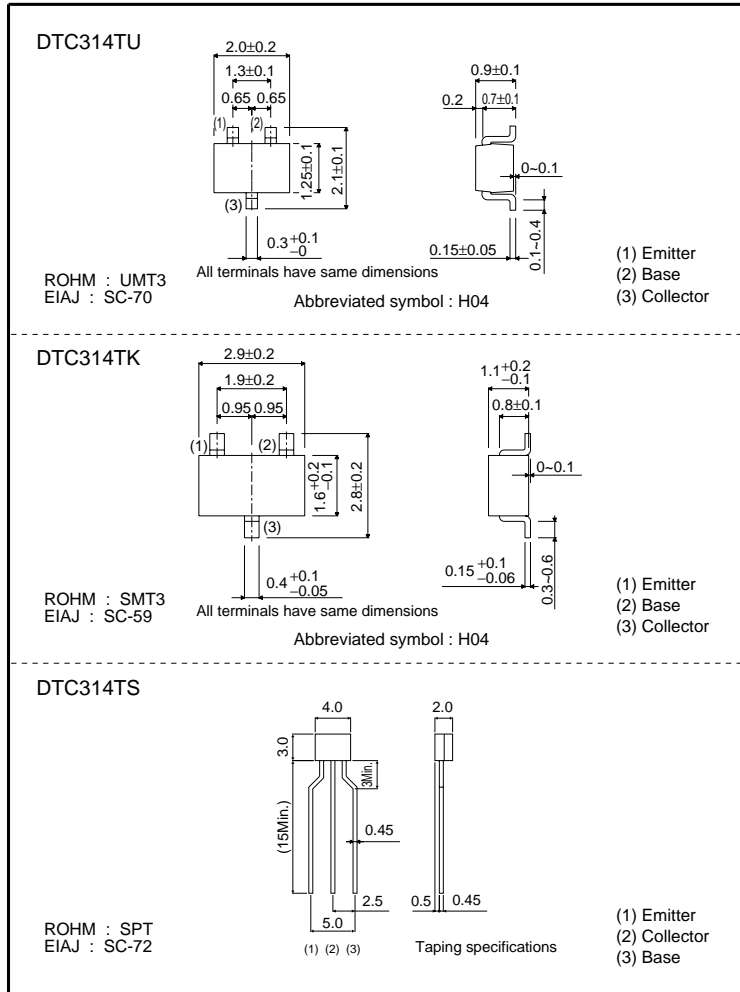 DTC314TU
2.0±0.2
1.3±0.1
0.65 0.65
(1) (2)
(3)
1.25±0.1
2.1±0.1
0.3 +0.1 −0
All terminals have same dimensions
0.9±0.1
0.2 0.7±0.1
0~0.1
0.15±0.05
0.1~0.4
ROHM : UMT3
EIAJ : SC-70
Abbreviated symbol : H04
(1) Emitter
(2) Base
(3) Collector
DTC314TK
2.9±0.2
1.9±0.2
0.95 0.95
(1) (2)
(3)
1.6 +0.2 −0.1
2.8±0.2
0.4 +0.1 −0.05
All terminals have same dimensions
1.1 +0.2 −0.1
0.8±0.1
0~0.1
0.15 +0.1 −0.06
0.3~0.6
ROHM : SMT3
EIAJ : SC-59
Abbreviated symbol : H04
(1) Emitter
(2) Base
(3) Collector
DTC314TS
4.0
3.0
3Min.
(15Min.)
0.45
2.5
5.0
(1) (2) (3)
2.0
0.5 0.45
Taping specifications
ROHM : SPT
EIAJ : SC-72
(1) Emitter
(2) Collector
(3) Base